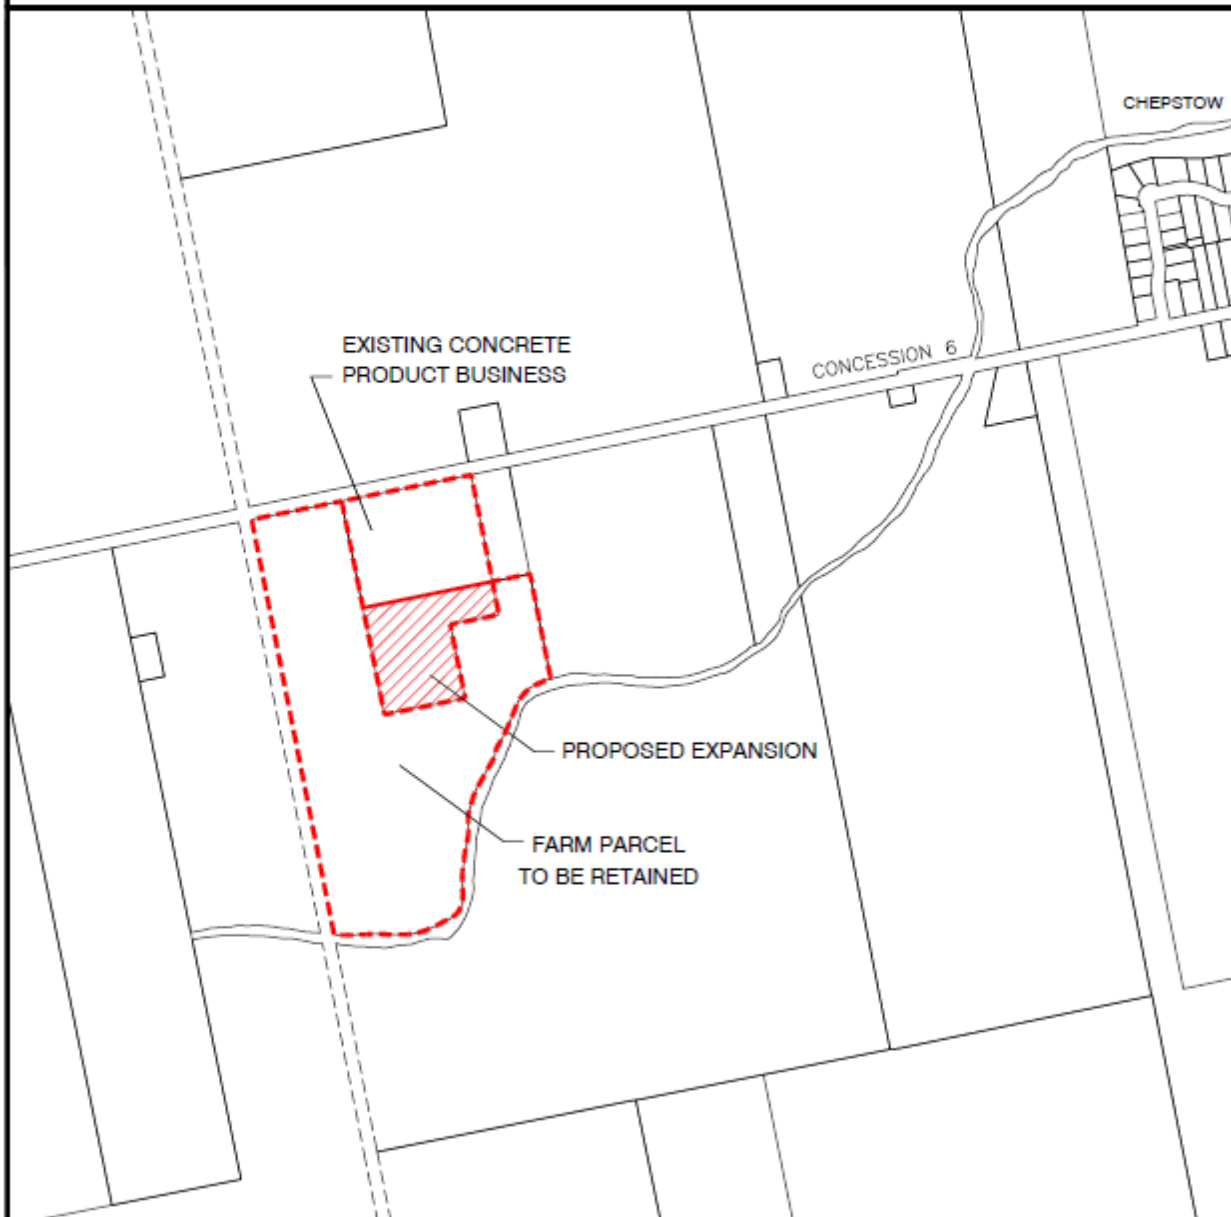 CHEPSTOW
EXISTING CONCRETE
PRODUCT BUSINESS
CONCESSION 6
PROPOSED EXPANSION
FARM PARCEL
TO BE RETAINED